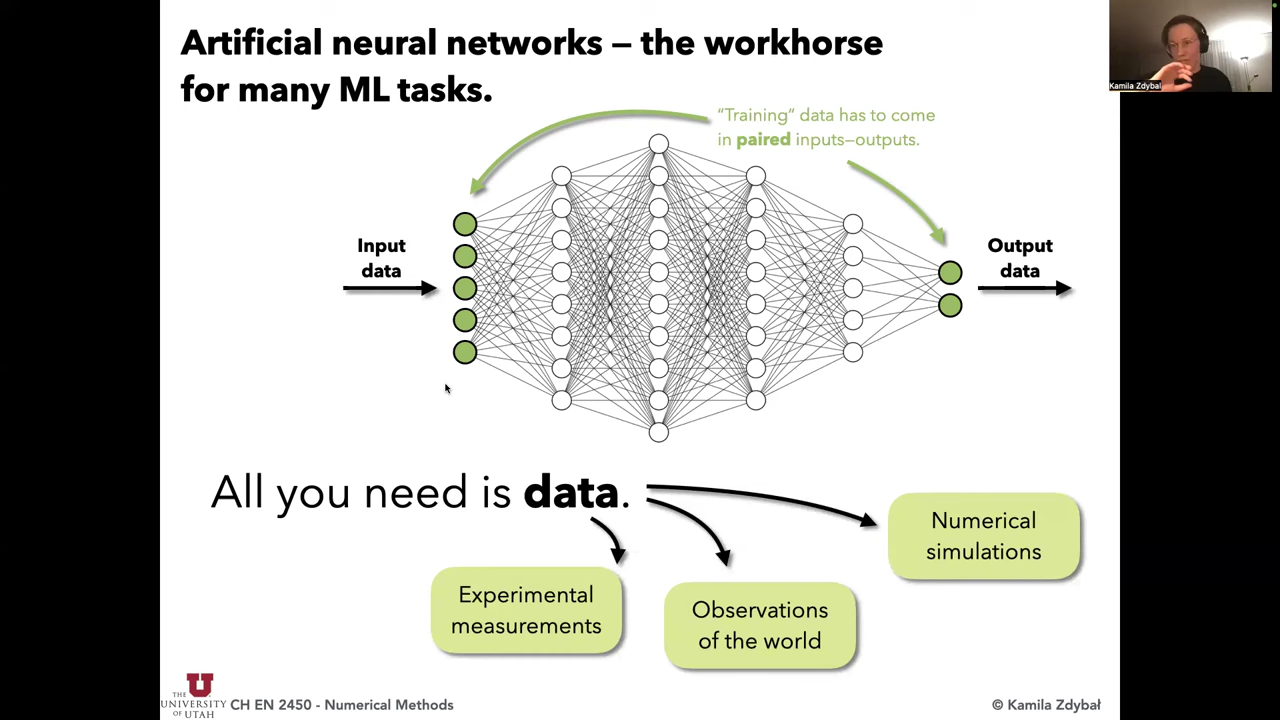 Artificial neural networks – the workhorse
for many ML tasks.
Kamila Zdybał
“Training” data has to come
in paired inputs–outputs.
Input
data
Output
data
All you need is data.
Numerical
simulations
Experimental
measurements
Observations
of the world
THE
UNIVERSITY
OF UTAH
CH EN 2450 - Numerical Methods
© Kamila Zdybał